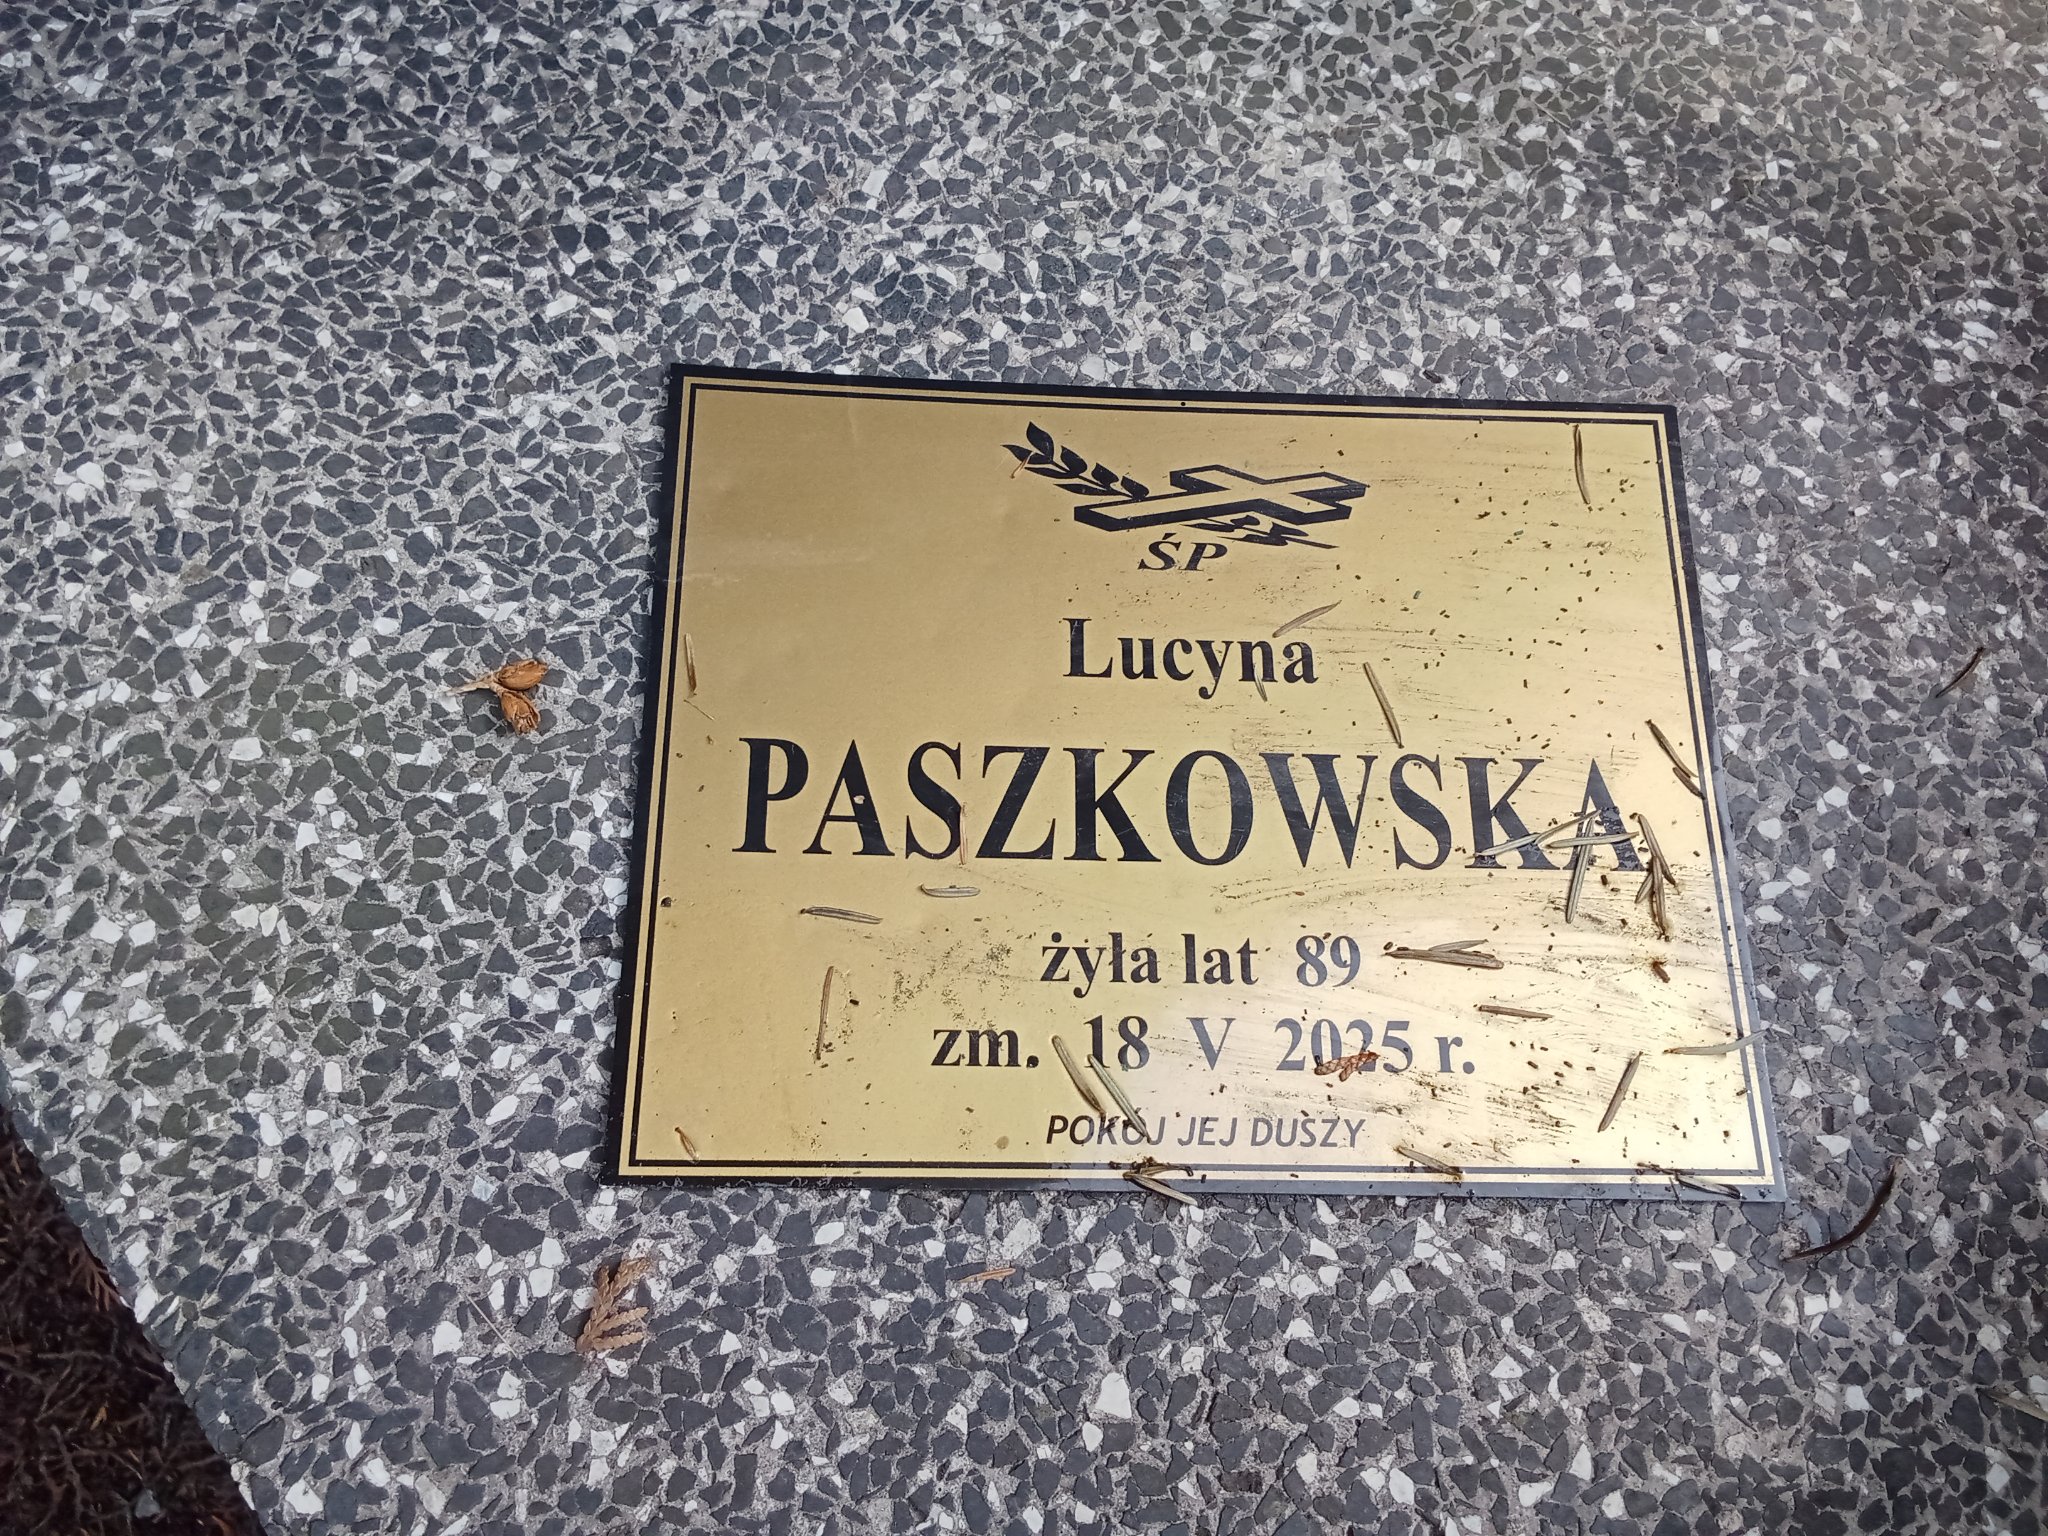 ŚP
Lucyna
PASZKOWSKA
żyła lat 89
zm. 18 V 2025 r.
POKÓJ JEJ DUSZY